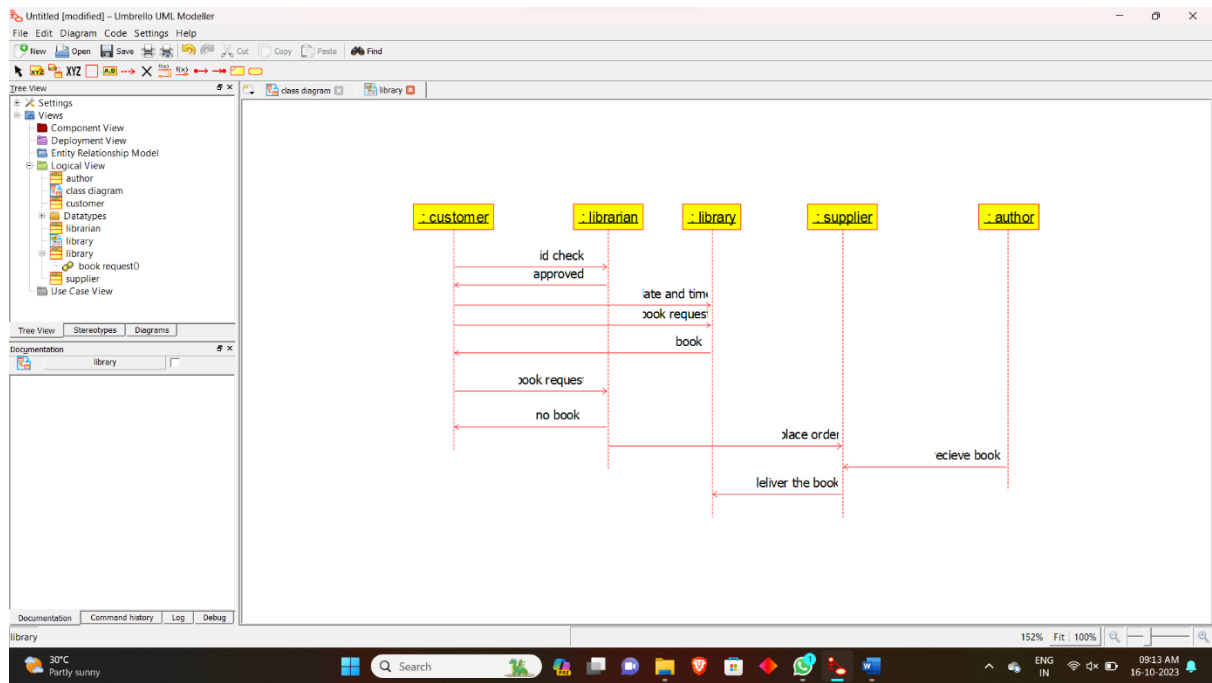 Untitled [modified] – Umbrello UML Modeller
File Edit Diagram Code Settings Help
New Open Save Cut Copy Paste Find
XYZ XYZ A:B f(x) f(x)
Tree View
class diagram library
Settings
Views
Component View
Deployment View
Entity Relationship Model
Logical View
author
class diagram
customer
Datatypes
librarian
library
library
book request()
supplier
Use Case View
Tree View Stereotypes Diagrams
Documentation
library
: customer : librarian : library : supplier : author
id check
approved
late and time
ook reques
book
ook reques
no book
lace order
ecieve book
leliver the book
Documentation Command history Log Debug
library
152% Fit 100%
30°C
Partly sunny
Search
PRE
ENG
IN
09:13 AM
16-10-2023